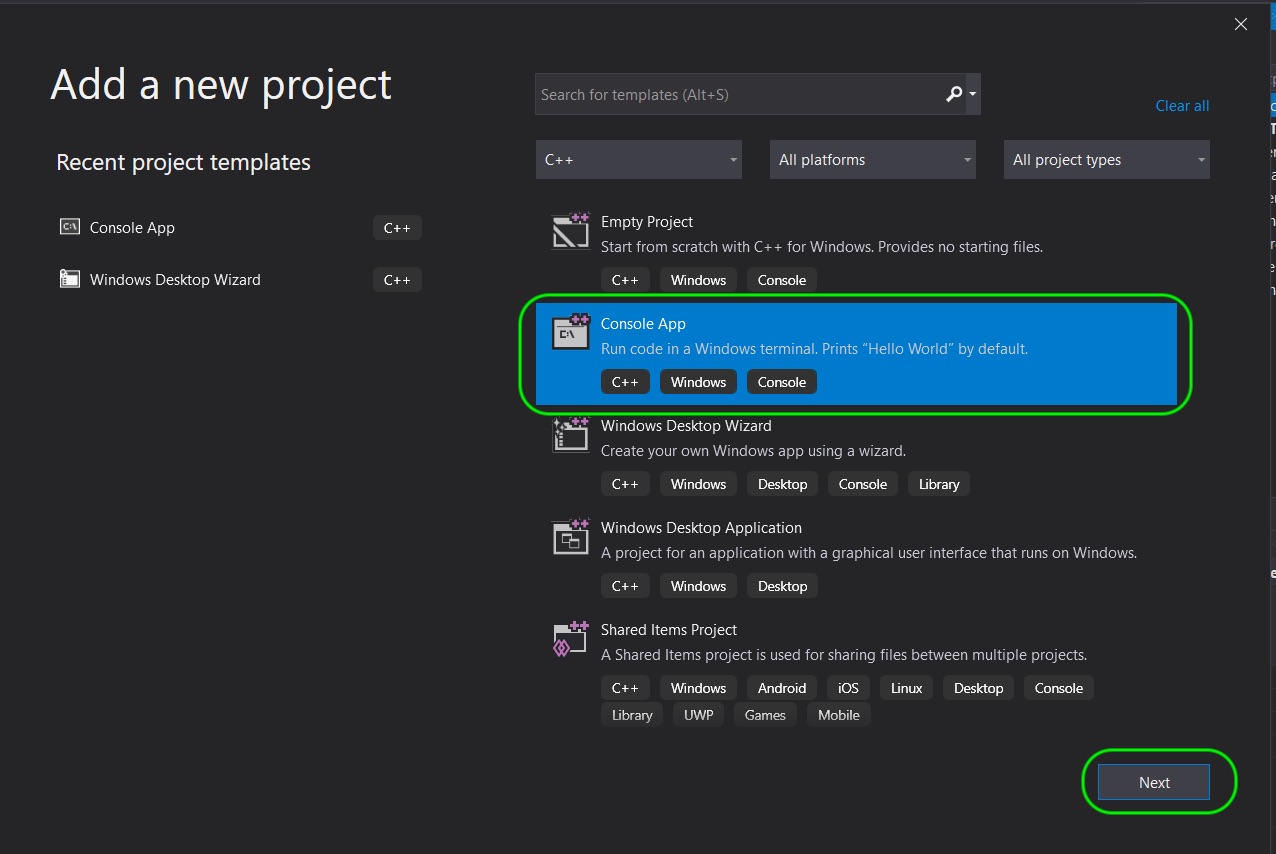 Add a new project
Recent project templates
Console App C++
Windows Desktop Wizard C++
Search for templates (Alt+S)
Clear all
C++ All platforms All project types
Empty Project
Start from scratch with C++ for Windows. Provides no starting files.
C++ Windows Console
Console App
Run code in a Windows terminal. Prints “Hello World” by default.
C++ Windows Console
Windows Desktop Wizard
Create your own Windows app using a wizard.
C++ Windows Desktop Console Library
Windows Desktop Application
A project for an application with a graphical user interface that runs on Windows.
C++ Windows Desktop
Shared Items Project
A Shared Items project is used for sharing files between multiple projects.
C++ Windows Android iOS Linux Desktop Console
Library UWP Games Mobile
Next